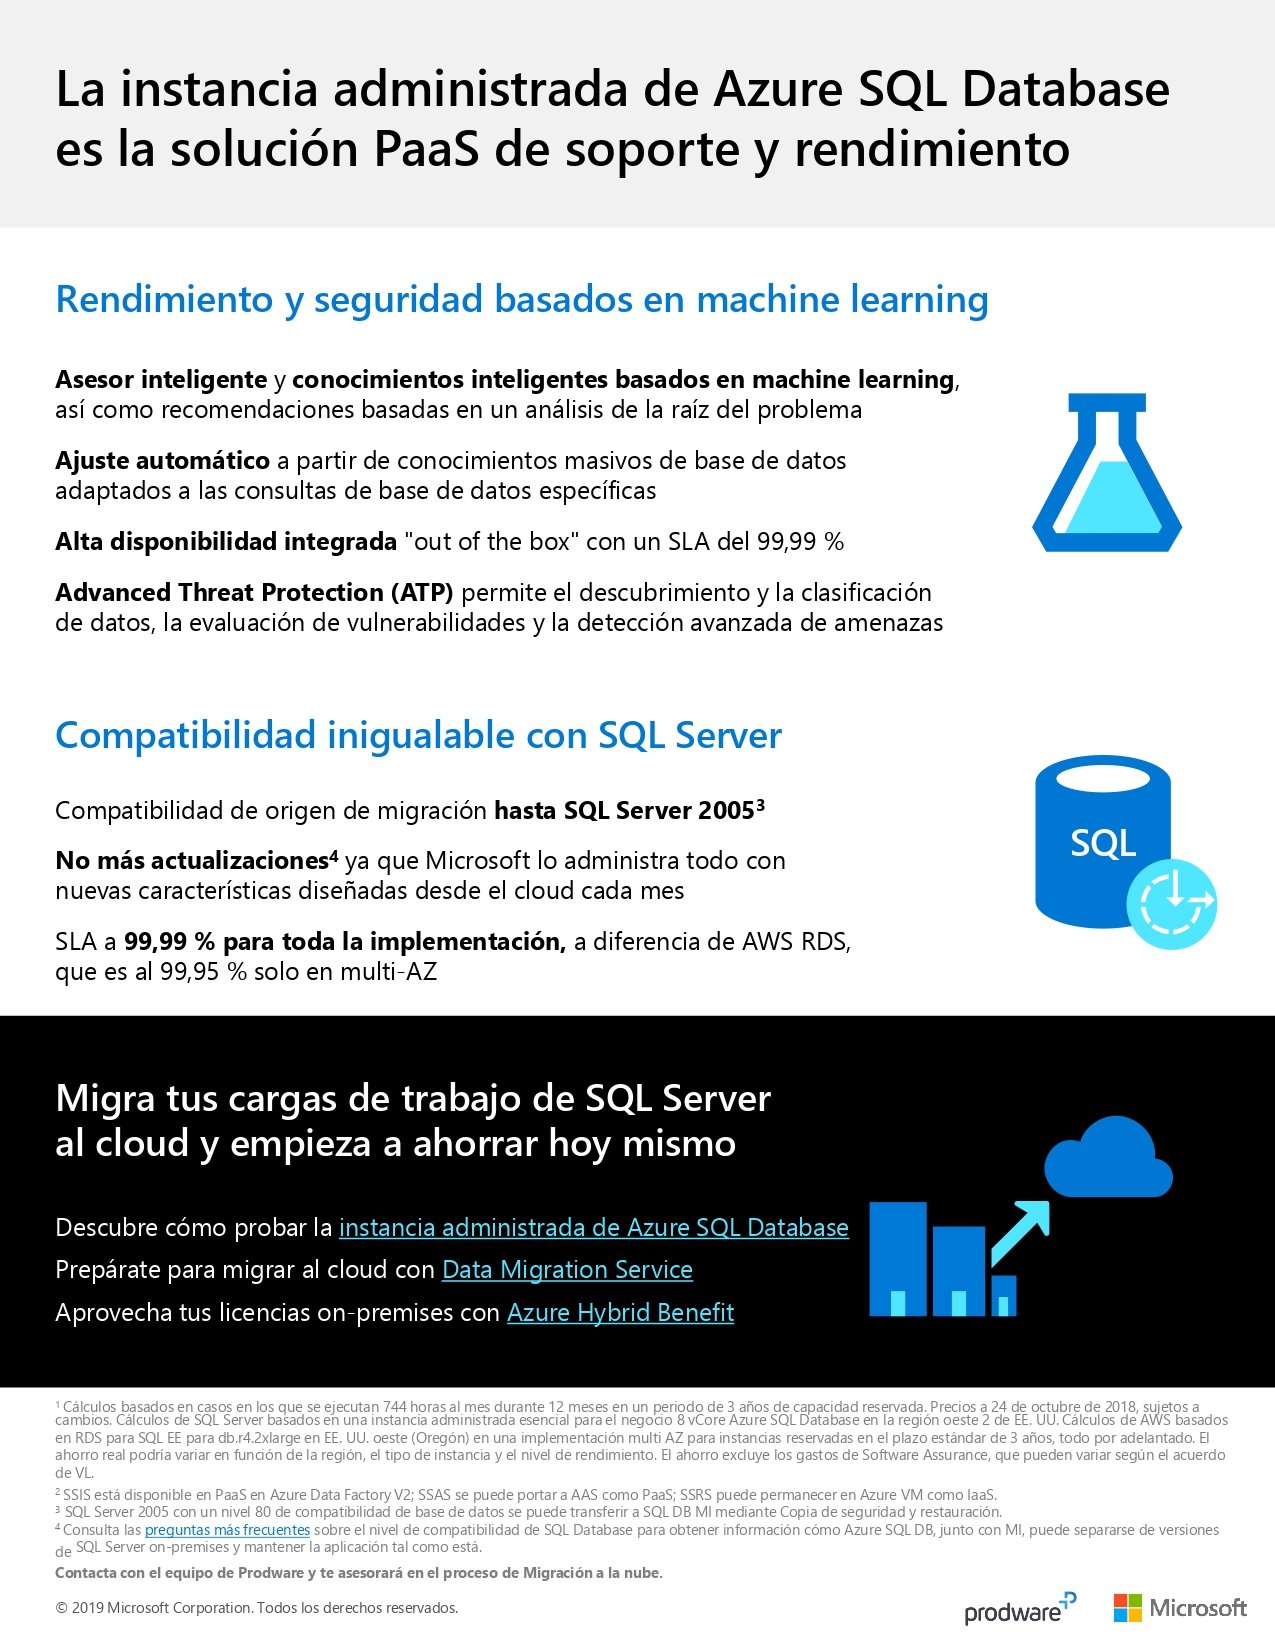 La instancia administrada de Azure SQL Database
es la solución PaaS de soporte y rendimiento
Rendimiento y seguridad basados en machine learning
Asesor inteligente y conocimientos inteligentes basados en machine learning,
así como recomendaciones basadas en un análisis de la raíz del problema
Ajuste automático a partir de conocimientos masivos de base de datos
adaptados a las consultas de base de datos específicas
Alta disponibilidad integrada "out of the box" con un SLA del 99,99 %
Advanced Threat Protection (ATP) permite el descubrimiento y la clasificación
de datos, la evaluación de vulnerabilidades y la detección avanzada de amenazas
Compatibilidad inigualable con SQL Server
Compatibilidad de origen de migración hasta SQL Server 2005³
No más actualizaciones⁴ ya que Microsoft lo administra todo con
nuevas características diseñadas desde el cloud cada mes
SLA a 99,99 % para toda la implementación, a diferencia de AWS RDS,
que es al 99,95 % solo en multi-AZ
SQL
Migra tus cargas de trabajo de SQL Server
al cloud y empieza a ahorrar hoy mismo
Descubre cómo probar la instancia administrada de Azure SQL Database
Prepárate para migrar al cloud con Data Migration Service
Aprovecha tus licencias on-premises con Azure Hybrid Benefit
¹ Cálculos basados en casos en los que se ejecutan 744 horas al mes durante 12 meses en un periodo de 3 años de capacidad reservada. Precios a 24 de octubre de 2018, sujetos a
cambios. Cálculos de SQL Server basados en una instancia administrada esencial para el negocio 8 vCore Azure SQL Database en la región oeste 2 de EE. UU. Cálculos de AWS basados
en RDS para SQL EE para db.r4.2xlarge en EE. UU. oeste (Oregón) en una implementación multi AZ para instancias reservadas en el plazo estándar de 3 años, todo por adelantado. El
ahorro real podría variar en función de la región, el tipo de instancia y el nivel de rendimiento. El ahorro excluye los gastos de Software Assurance, que pueden variar según el acuerdo
de VL.
² SSIS está disponible en PaaS en Azure Data Factory V2; SSAS se puede portar a AAS como PaaS; SSRS puede permanecer en Azure VM como IaaS.
³ SQL Server 2005 con un nivel 80 de compatibilidad de base de datos se puede transferir a SQL DB MI mediante Copia de seguridad y restauración.
⁴ Consulta las preguntas más frecuentes sobre el nivel de compatibilidad de SQL Database para obtener información cómo Azure SQL DB, junto con MI, puede separarse de versiones
de SQL Server on-premises y mantener la aplicación tal como está.
Contacta con el equipo de Prodware y te asesorará en el proceso de Migración a la nube.
© 2019 Microsoft Corporation. Todos los derechos reservados.
prodware
Microsoft